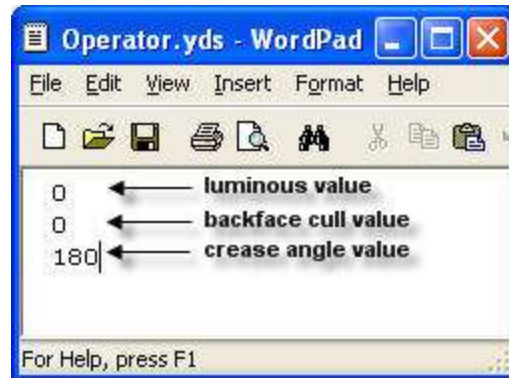 Operator.yds - WordPad
File Edit View Insert Format Help
0 luminous value
0 backface cull value
180 crease angle value
For Help, press F1